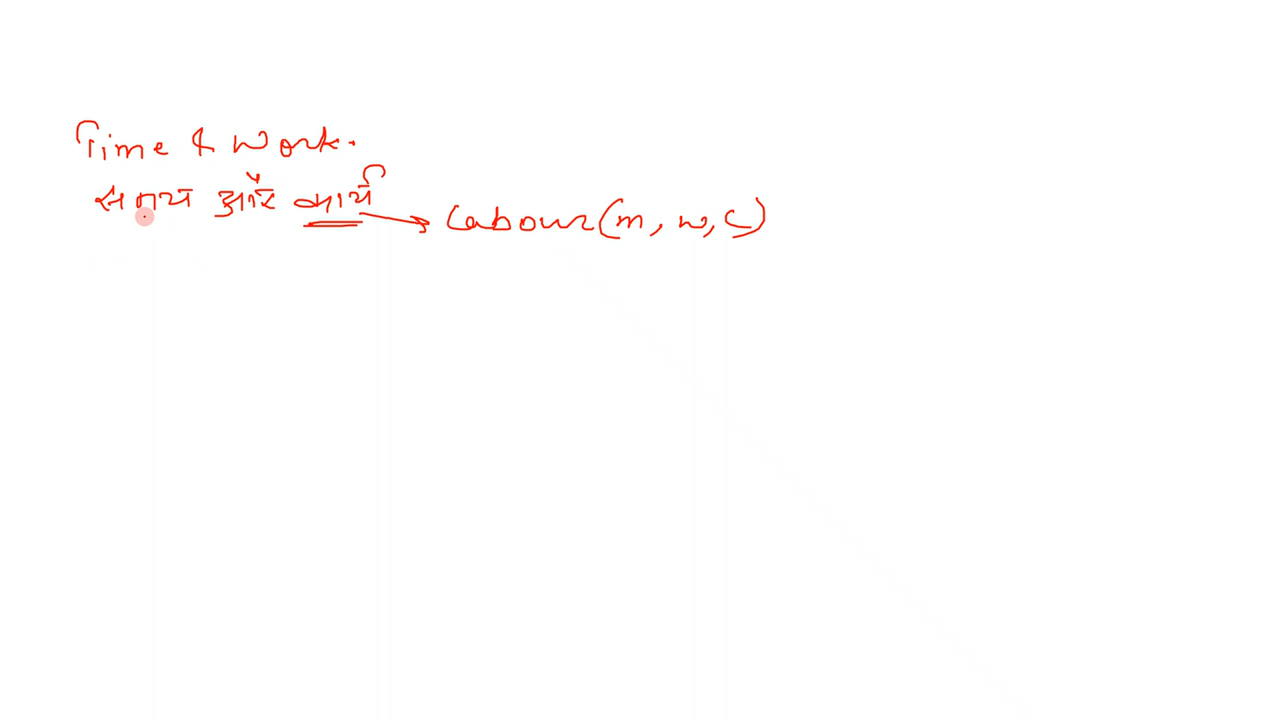 Time & Work.
समय और कार्य → Labour (m, w, c)